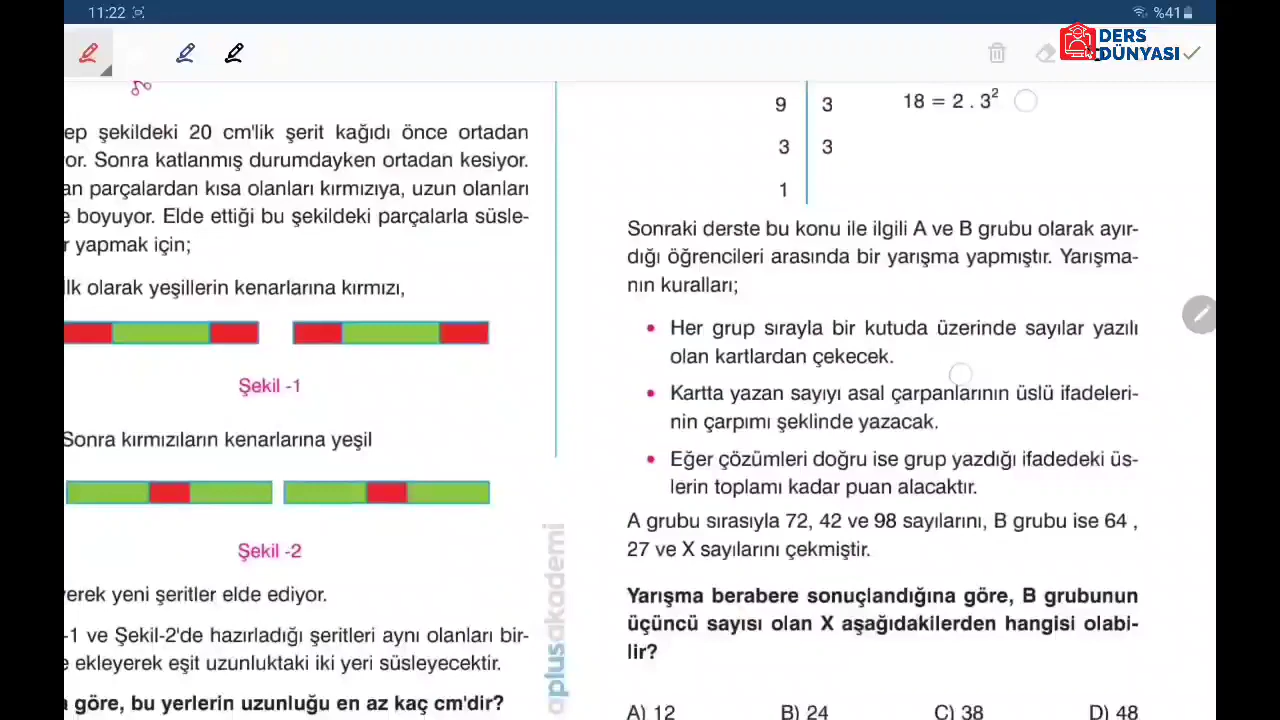 11:22
%41
DERS
DÜNYASI
ep şekildeki 20 cm'lik şerit kağıdı önce ortadan
or. Sonra katlanmış durumdayken ortadan kesiyor.
an parçalardan kısa olanları kırmızıya, uzun olanları
e boyuyor. Elde ettiği bu şekildeki parçalarla süsle-
r yapmak için;
lk olarak yeşillerin kenarlarına kırmızı,
Şekil -1
Sonra kırmızıların kenarlarına yeşil
Şekil -2
erek yeni şeritler elde ediyor.
-1 ve Şekil-2'de hazırladığı şeritleri aynı olanları bir-
e ekleyerek eşit uzunluktaki iki yeri süsleyecektir.
göre, bu yerlerin uzunluğu en az kaç cm'dir?
aplusakademi
9 3 18 = 2 . 3²
3 3
1
Sonraki derste bu konu ile ilgili A ve B grubu olarak ayır-
dığı öğrencileri arasında bir yarışma yapmıştır. Yarışma-
nın kuralları;
• Her grup sırayla bir kutuda üzerinde sayılar yazılı
olan kartlardan çekecek.
• Kartta yazan sayıyı asal çarpanlarının üslü ifadeleri-
nin çarpımı şeklinde yazacak.
• Eğer çözümleri doğru ise grup yazdığı ifadedeki üs-
lerin toplamı kadar puan alacaktır.
A grubu sırasıyla 72, 42 ve 98 sayılarını, B grubu ise 64 ,
27 ve X sayılarını çekmiştir.
Yarışma berabere sonuçlandığına göre, B grubunun
üçüncü sayısı olan X aşağıdakilerden hangisi olabi-
lir?
A) 12 B) 24 C) 38 D) 48